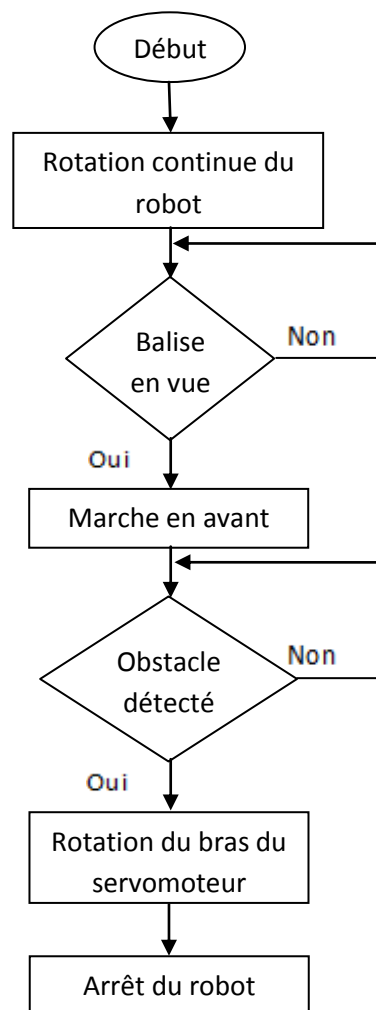 Début
Rotation continue du
robot
Balise
en vue
Non
Oui
Marche en avant
Obstacle
détecté
Non
Oui
Rotation du bras du
servomoteur
Arrêt du robot